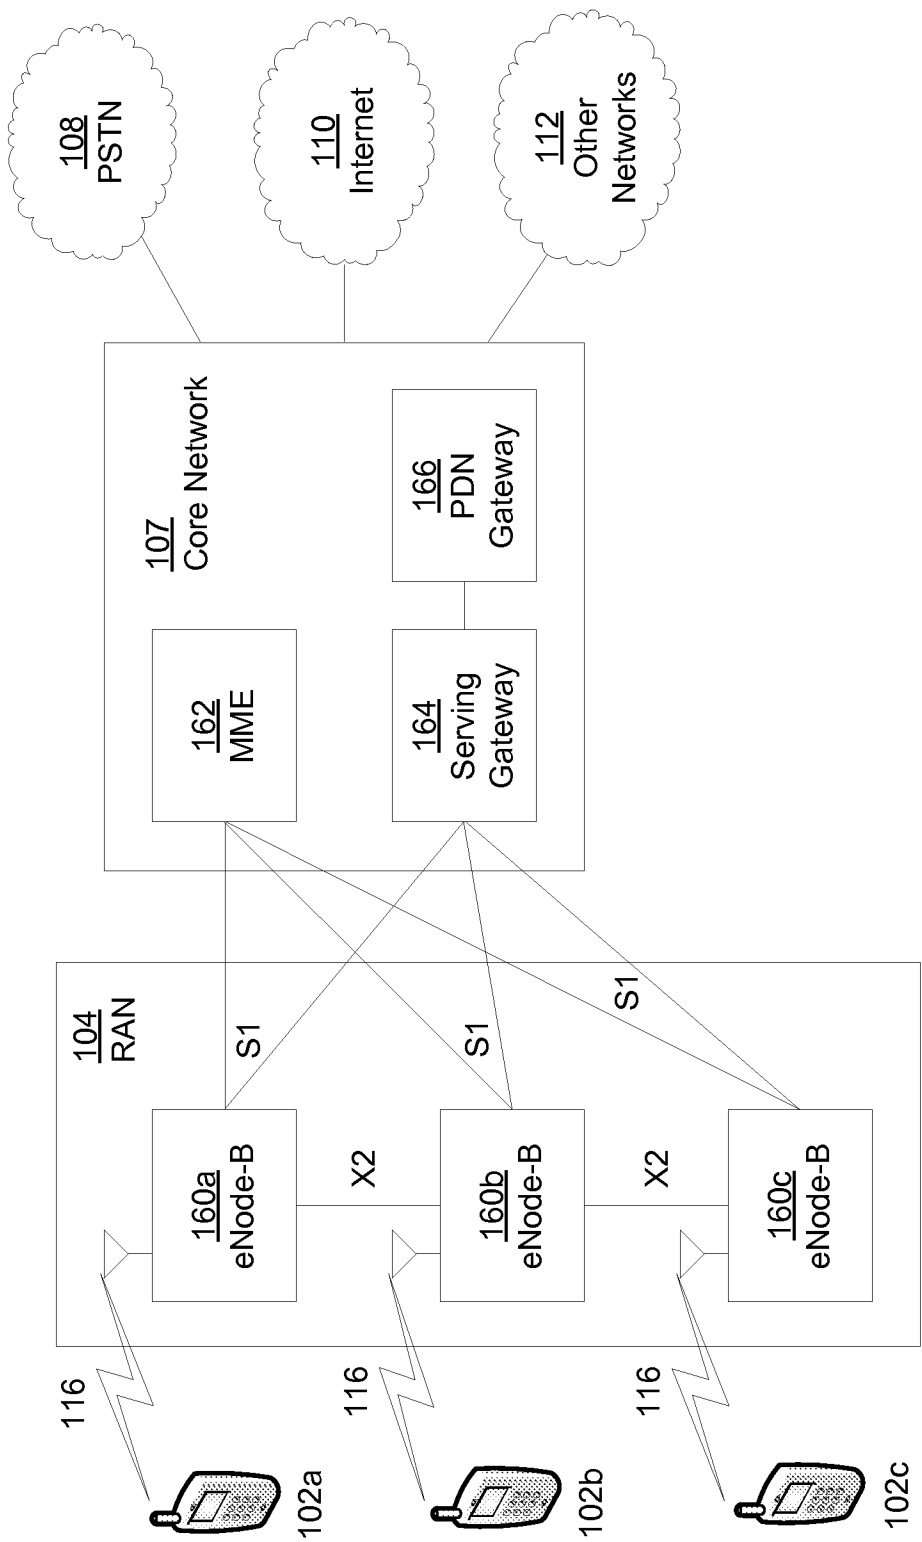 102a
116
104
RAN
160a
eNode-B
S1
X2
102b
116
160b
eNode-B
S1
X2
102c
116
160c
eNode-B
S1
107
Core Network
162
MME
164
Serving
Gateway
166
PDN
Gateway
108
PSTN
110
Internet
112
Other
Networks